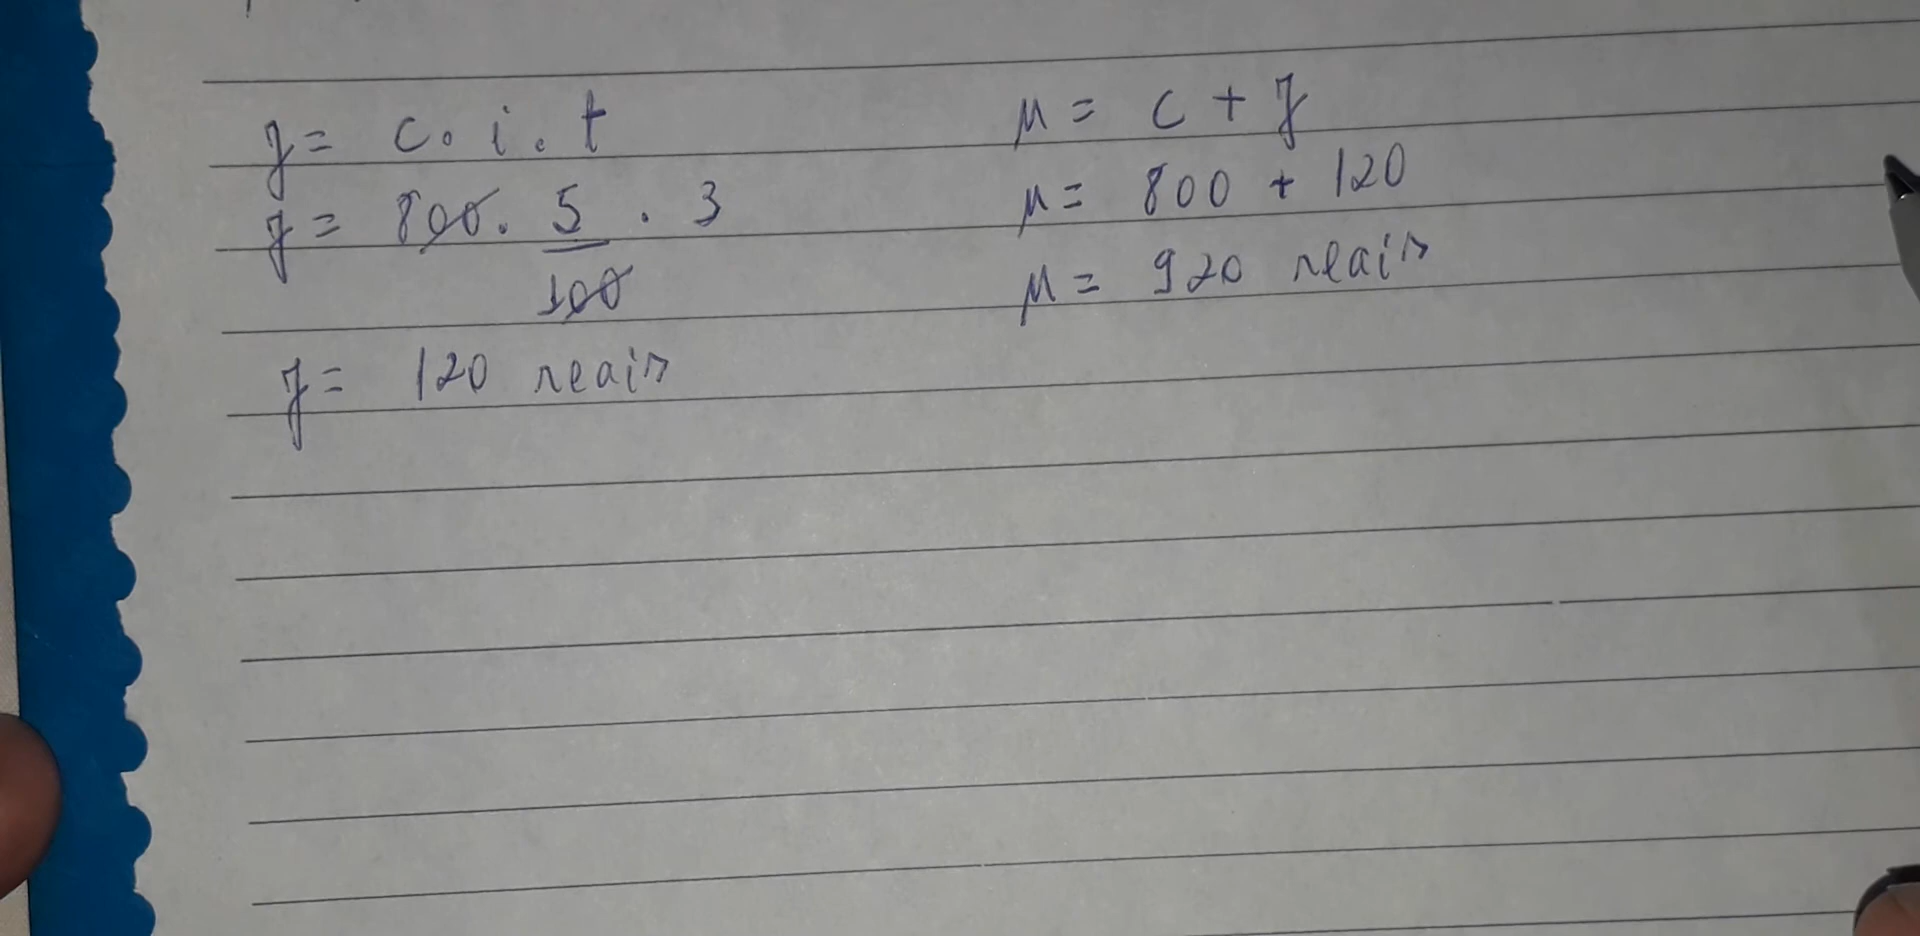 J = c . i . t
J = 800 . 5 . 3
100
J = 120 reais
M = C + J
M = 800 + 120
M = 920 reais